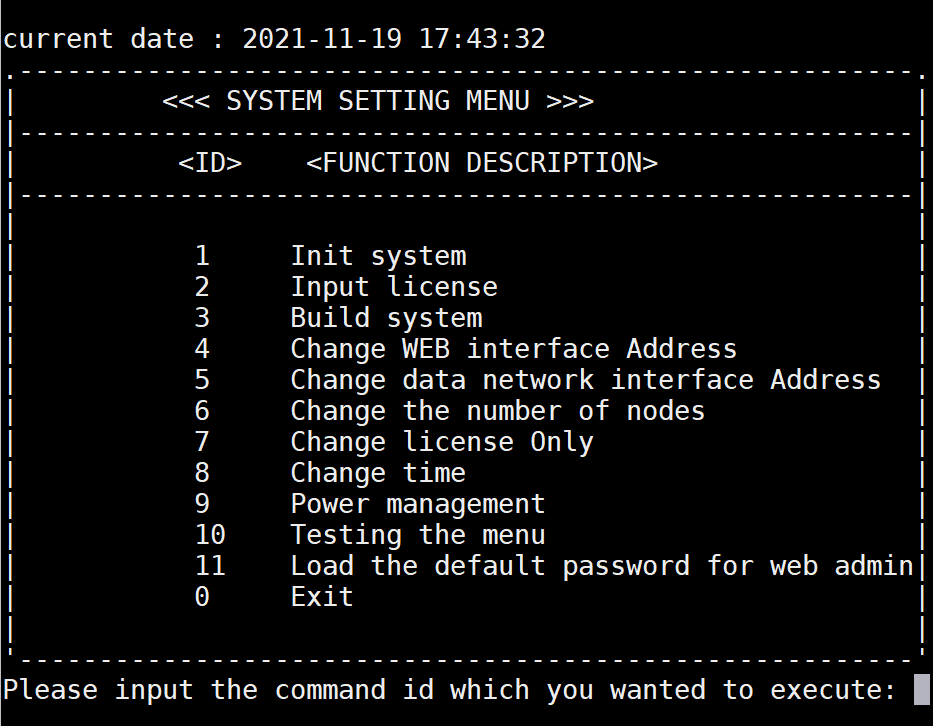 current date : 2021-11-19 17:43:32
.--------------------------------------------------------.
| <<< SYSTEM SETTING MENU >>> |
|--------------------------------------------------------|
| <ID> <FUNCTION DESCRIPTION> |
|--------------------------------------------------------|
| |
| 1 Init system |
| 2 Input license |
| 3 Build system |
| 4 Change WEB interface Address |
| 5 Change data network interface Address |
| 6 Change the number of nodes |
| 7 Change license Only |
| 8 Change time |
| 9 Power management |
| 10 Testing the menu |
| 11 Load the default password for web admin|
| 0 Exit |
| |
'--------------------------------------------------------'
Please input the command id which you wanted to execute: